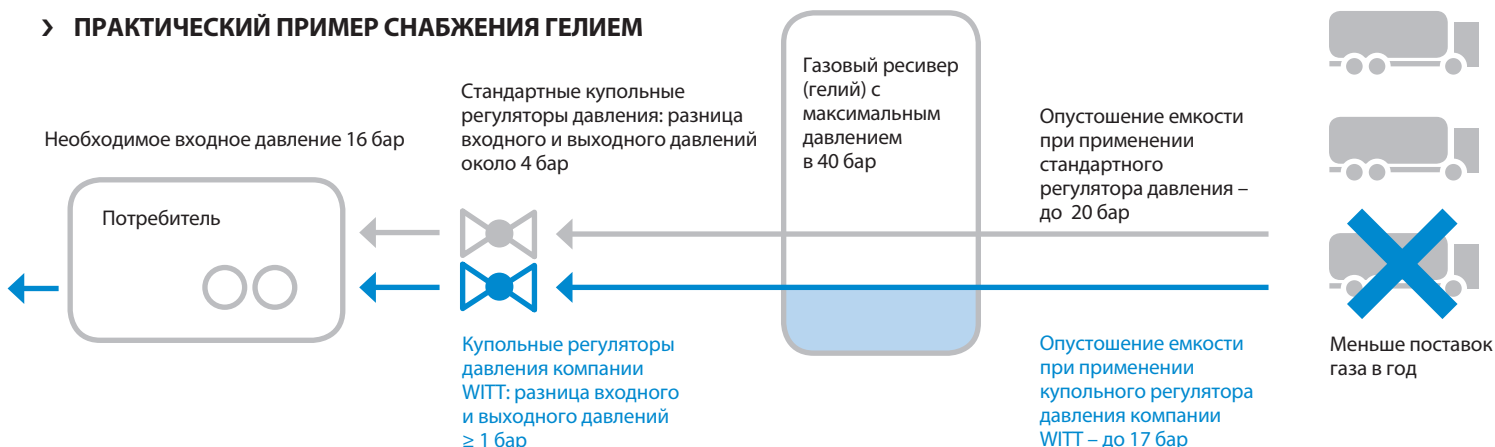 › ПРАКТИЧЕСКИЙ ПРИМЕР СНАБЖЕНИЯ ГЕЛИЕМ
Необходимое входное давление 16 бар
Потребитель
Стандартные купольные
регуляторы давления: разница
входного и выходного давлений
около 4 бар
Купольные регуляторы
давления компании
WITT: разница входного
и выходного давлений
≥ 1 бар
Газовый ресивер
(гелий) с
максимальным
давлением
в 40 бар
Опустошение емкости
при применении
стандартного
регулятора давления –
до 20 бар
Опустошение емкости
при применении
купольного регулятора
давления компании
WITT – до 17 бар
Меньше поставок
газа в год